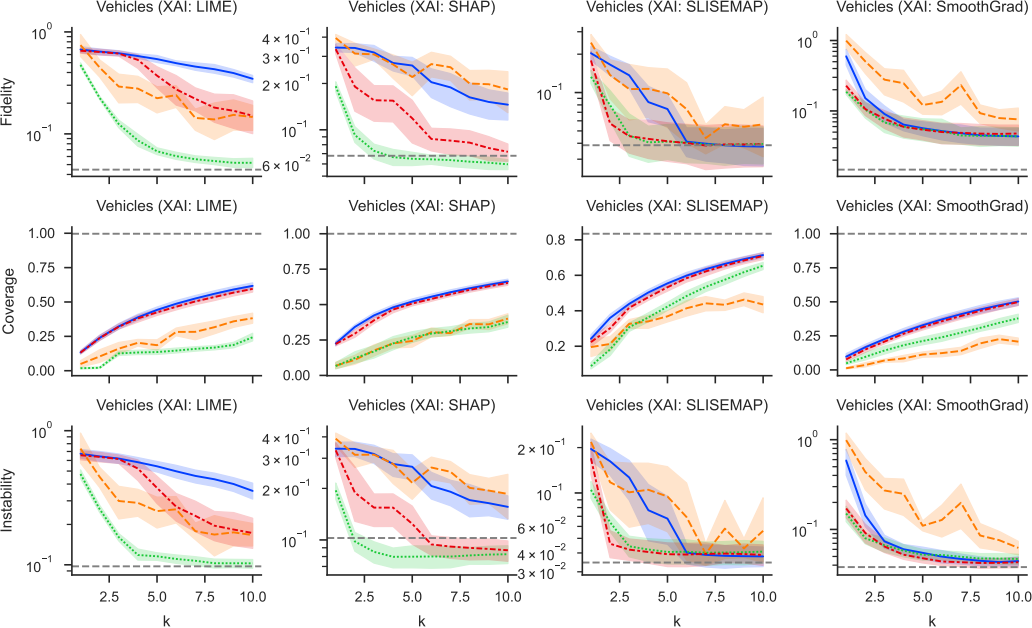 Vehicles (XAI: LIME) Vehicles (XAI: SHAP) Vehicles (XAI: SLISEMAP) Vehicles (XAI: SmoothGrad)
Fidelity
10⁰
10⁻¹
4 × 10⁻¹
3 × 10⁻¹
2 × 10⁻¹
10⁻¹
6 × 10⁻²
10⁻¹
10⁰
10⁻¹
Vehicles (XAI: LIME) Vehicles (XAI: SHAP) Vehicles (XAI: SLISEMAP) Vehicles (XAI: SmoothGrad)
Coverage
1.00
0.75
0.50
0.25
0.00
1.00
0.75
0.50
0.25
0.00
0.8
0.6
0.4
0.2
1.00
0.75
0.50
0.25
0.00
Vehicles (XAI: LIME) Vehicles (XAI: SHAP) Vehicles (XAI: SLISEMAP) Vehicles (XAI: SmoothGrad)
Instability
10⁰
10⁻¹
4 × 10⁻¹
3 × 10⁻¹
2 × 10⁻¹
10⁻¹
2 × 10⁻¹
10⁻¹
6 × 10⁻²
4 × 10⁻²
3 × 10⁻²
10⁰
10⁻¹
2.5 5.0 7.5 10.0 2.5 5.0 7.5 10.0 2.5 5.0 7.5 10.0 2.5 5.0 7.5 10.0
k k k k